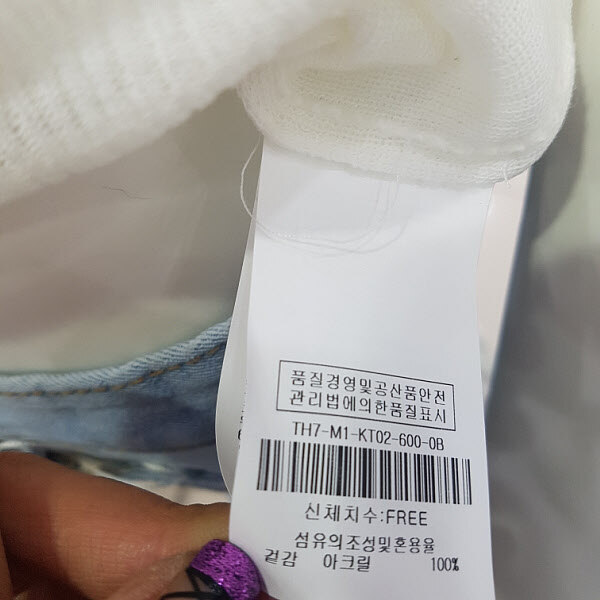 품질경영및공산품안전
관리법에의한품질표시
TH7-M1-KT02-600-0B
신체치수:FREE
섬유의조성및혼용율
겉감 아크릴 100%